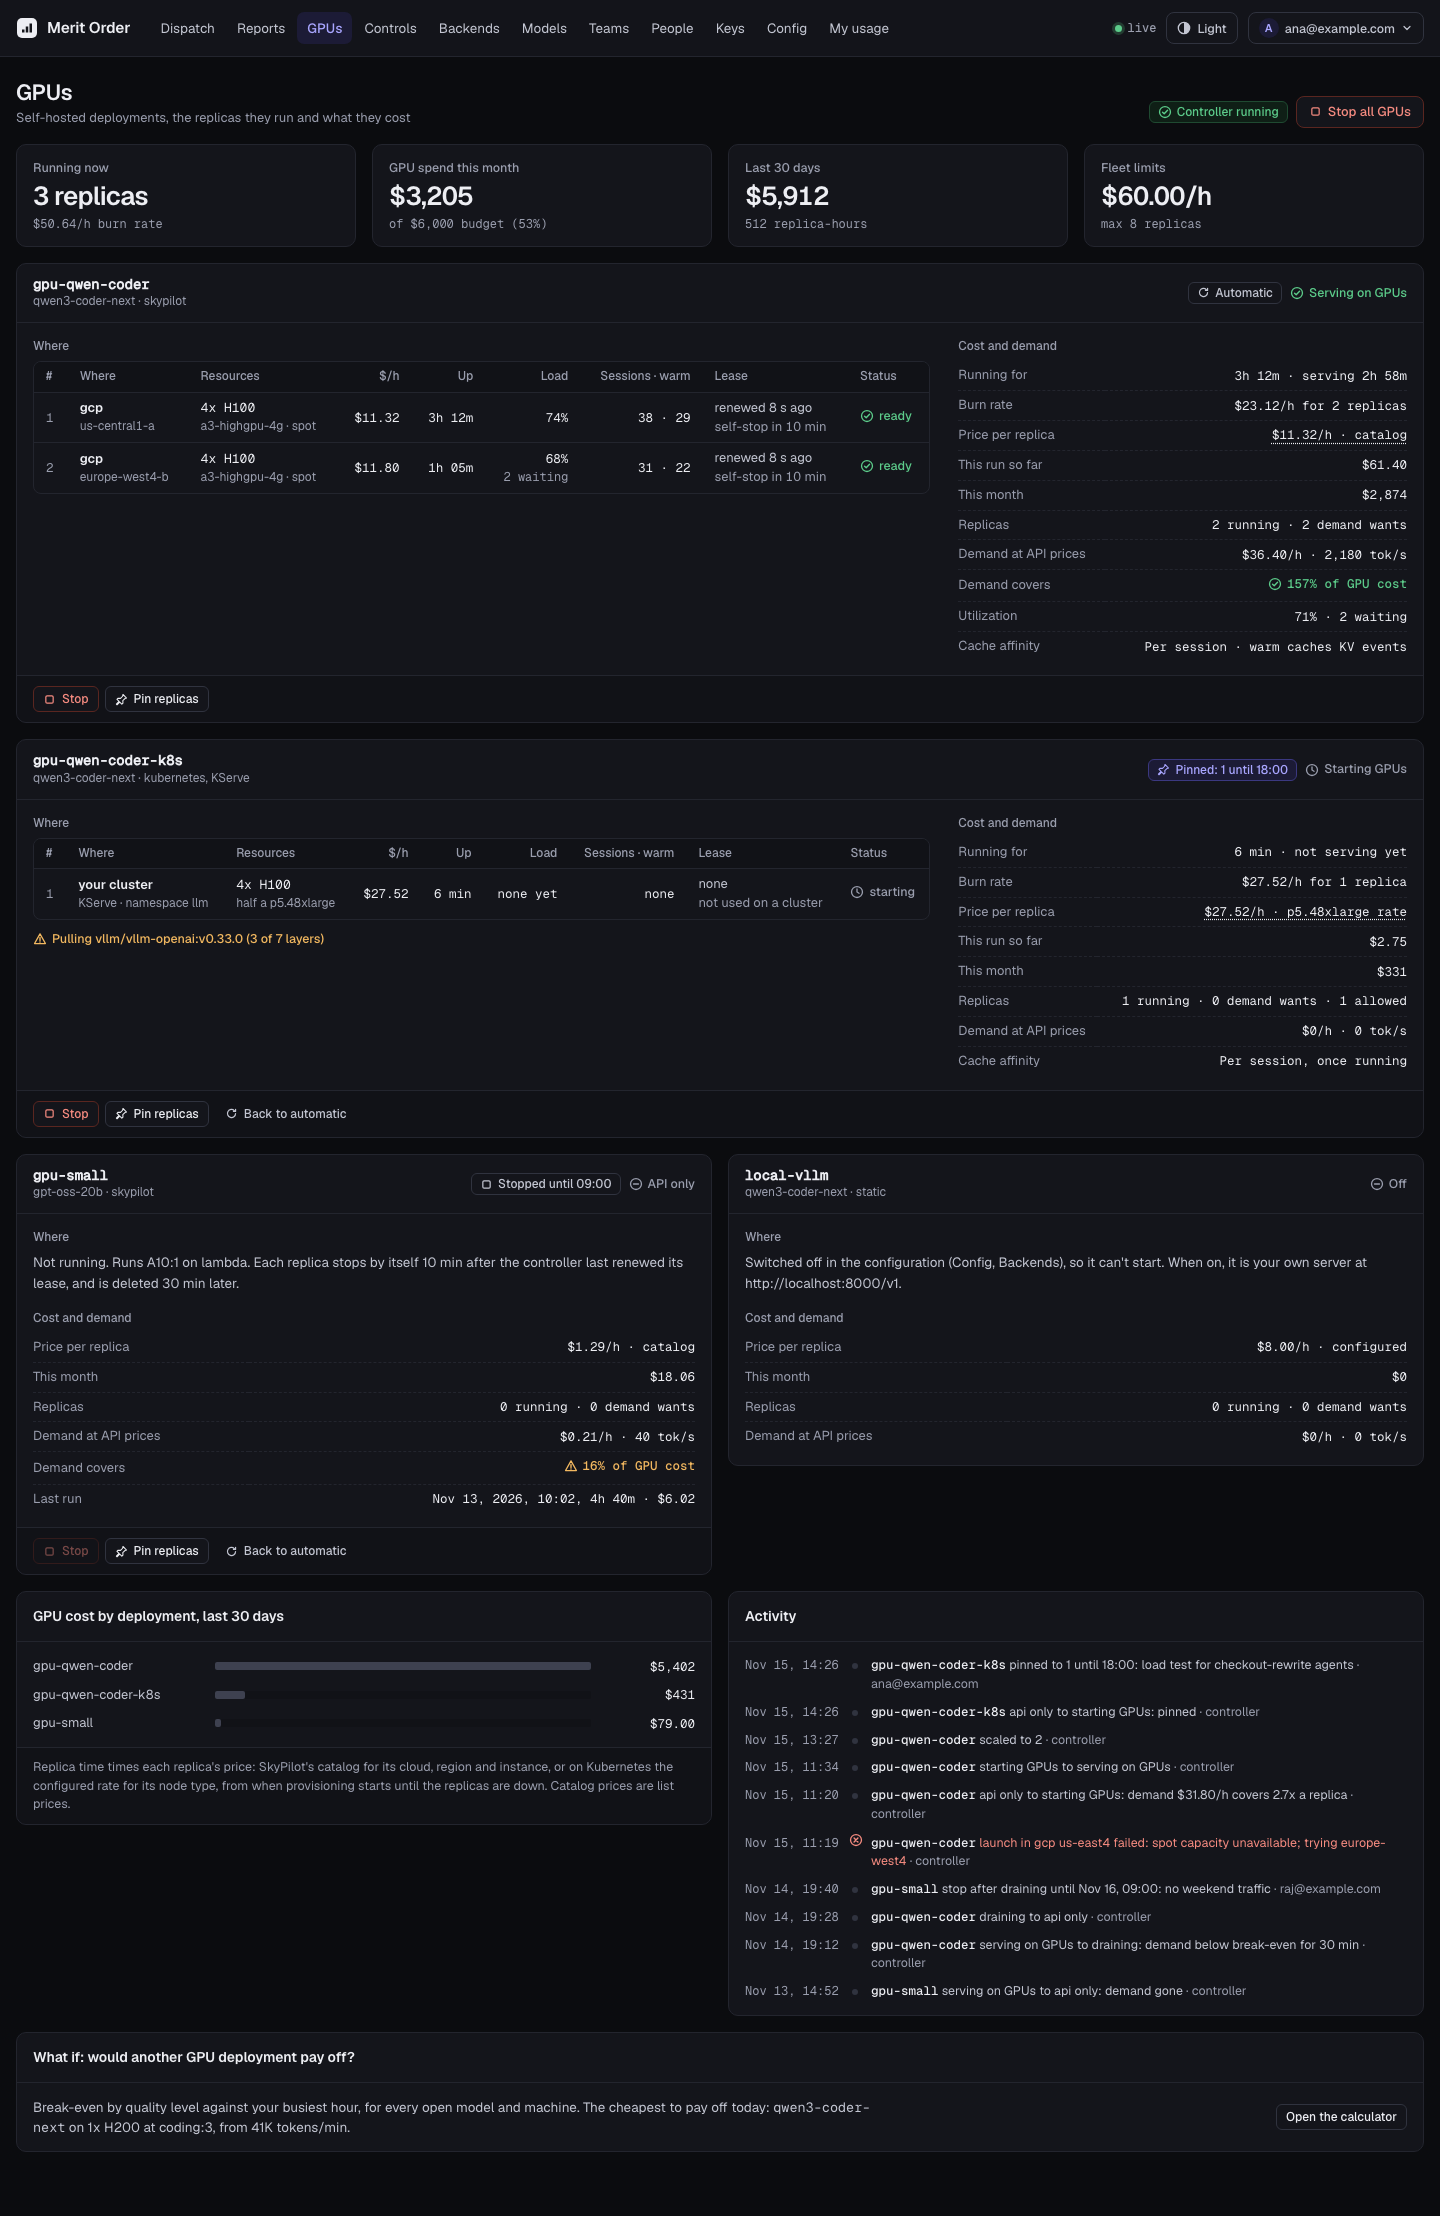 Merit Order
Dispatch Reports GPUs Controls Backends Models Teams People Keys Config My usage
live Light A ana@example.com
GPUs
Self-hosted deployments, the replicas they run and what they cost
Controller running Stop all GPUs
Running now
3 replicas
$50.64/h burn rate
GPU spend this month
$3,205
of $6,000 budget (53%)
Last 30 days
$5,912
512 replica-hours
Fleet limits
$60.00/h
max 8 replicas
gpu-qwen-coder
qwen3-coder-next · skypilot
Automatic Serving on GPUs
Where
# Where Resources $/h Up Load Sessions · warm Lease Status
1 gcp 4x H100 $11.32 3h 12m 74% 38 · 29 renewed 8 s ago ready
us-central1-a a3-highgpu-4g · spot self-stop in 10 min
2 gcp 4x H100 $11.80 1h 05m 68% 31 · 22 renewed 8 s ago ready
europe-west4-b a3-highgpu-4g · spot 2 waiting self-stop in 10 min
Cost and demand
Running for 3h 12m · serving 2h 58m
Burn rate $23.12/h for 2 replicas
Price per replica $11.32/h · catalog
This run so far $61.40
This month $2,874
Replicas 2 running · 2 demand wants
Demand at API prices $36.40/h · 2,180 tok/s
Demand covers 157% of GPU cost
Utilization 71% · 2 waiting
Cache affinity Per session · warm caches KV events
Stop Pin replicas
gpu-qwen-coder-k8s
qwen3-coder-next · kubernetes, KServe
Pinned: 1 until 18:00 Starting GPUs
Where
# Where Resources $/h Up Load Sessions · warm Lease Status
1 your cluster 4x H100 $27.52 6 min none yet none none starting
KServe · namespace llm half a p5.48xlarge not used on a cluster
Pulling vllm/vllm-openai:v0.33.0 (3 of 7 layers)
Cost and demand
Running for 6 min · not serving yet
Burn rate $27.52/h for 1 replica
Price per replica $27.52/h · p5.48xlarge rate
This run so far $2.75
This month $331
Replicas 1 running · 0 demand wants · 1 allowed
Demand at API prices $0/h · 0 tok/s
Cache affinity Per session, once running
Stop Pin replicas Back to automatic
gpu-small
gpt-oss-20b · skypilot
Stopped until 09:00 API only
Where
Not running. Runs A10:1 on lambda. Each replica stops by itself 10 min after the controller last renewed its
lease, and is deleted 30 min later.
Cost and demand
Price per replica $1.29/h · catalog
This month $18.06
Replicas 0 running · 0 demand wants
Demand at API prices $0.21/h · 40 tok/s
Demand covers 16% of GPU cost
Last run Nov 13, 2026, 10:02, 4h 40m · $6.02
Stop Pin replicas Back to automatic
local-vllm
qwen3-coder-next · static
Off
Where
Switched off in the configuration (Config, Backends), so it can't start. When on, it is your own server at
http://localhost:8000/v1.
Cost and demand
Price per replica $8.00/h · configured
This month $0
Replicas 0 running · 0 demand wants
Demand at API prices $0/h · 0 tok/s
GPU cost by deployment, last 30 days
gpu-qwen-coder $5,402
gpu-qwen-coder-k8s $431
gpu-small $79.00
Replica time times each replica's price: SkyPilot's catalog for its cloud, region and instance, or on Kubernetes the
configured rate for its node type, from when provisioning starts until the replicas are down. Catalog prices are list
prices.
Activity
Nov 15, 14:26 gpu-qwen-coder-k8s pinned to 1 until 18:00: load test for checkout-rewrite agents ·
ana@example.com
Nov 15, 14:26 gpu-qwen-coder-k8s api only to starting GPUs: pinned · controller
Nov 15, 13:27 gpu-qwen-coder scaled to 2 · controller
Nov 15, 11:34 gpu-qwen-coder starting GPUs to serving on GPUs · controller
Nov 15, 11:20 gpu-qwen-coder api only to starting GPUs: demand $31.80/h covers 2.7x a replica ·
controller
Nov 15, 11:19 gpu-qwen-coder launch in gcp us-east4 failed: spot capacity unavailable; trying europe-
west4 · controller
Nov 14, 19:40 gpu-small stop after draining until Nov 16, 09:00: no weekend traffic · raj@example.com
Nov 14, 19:28 gpu-qwen-coder draining to api only · controller
Nov 14, 19:12 gpu-qwen-coder serving on GPUs to draining: demand below break-even for 30 min ·
controller
Nov 13, 14:52 gpu-small serving on GPUs to api only: demand gone · controller
What if: would another GPU deployment pay off?
Break-even by quality level against your busiest hour, for every open model and machine. The cheapest to pay off today: qwen3-coder-
next on 1x H200 at coding:3, from 41K tokens/min.
Open the calculator